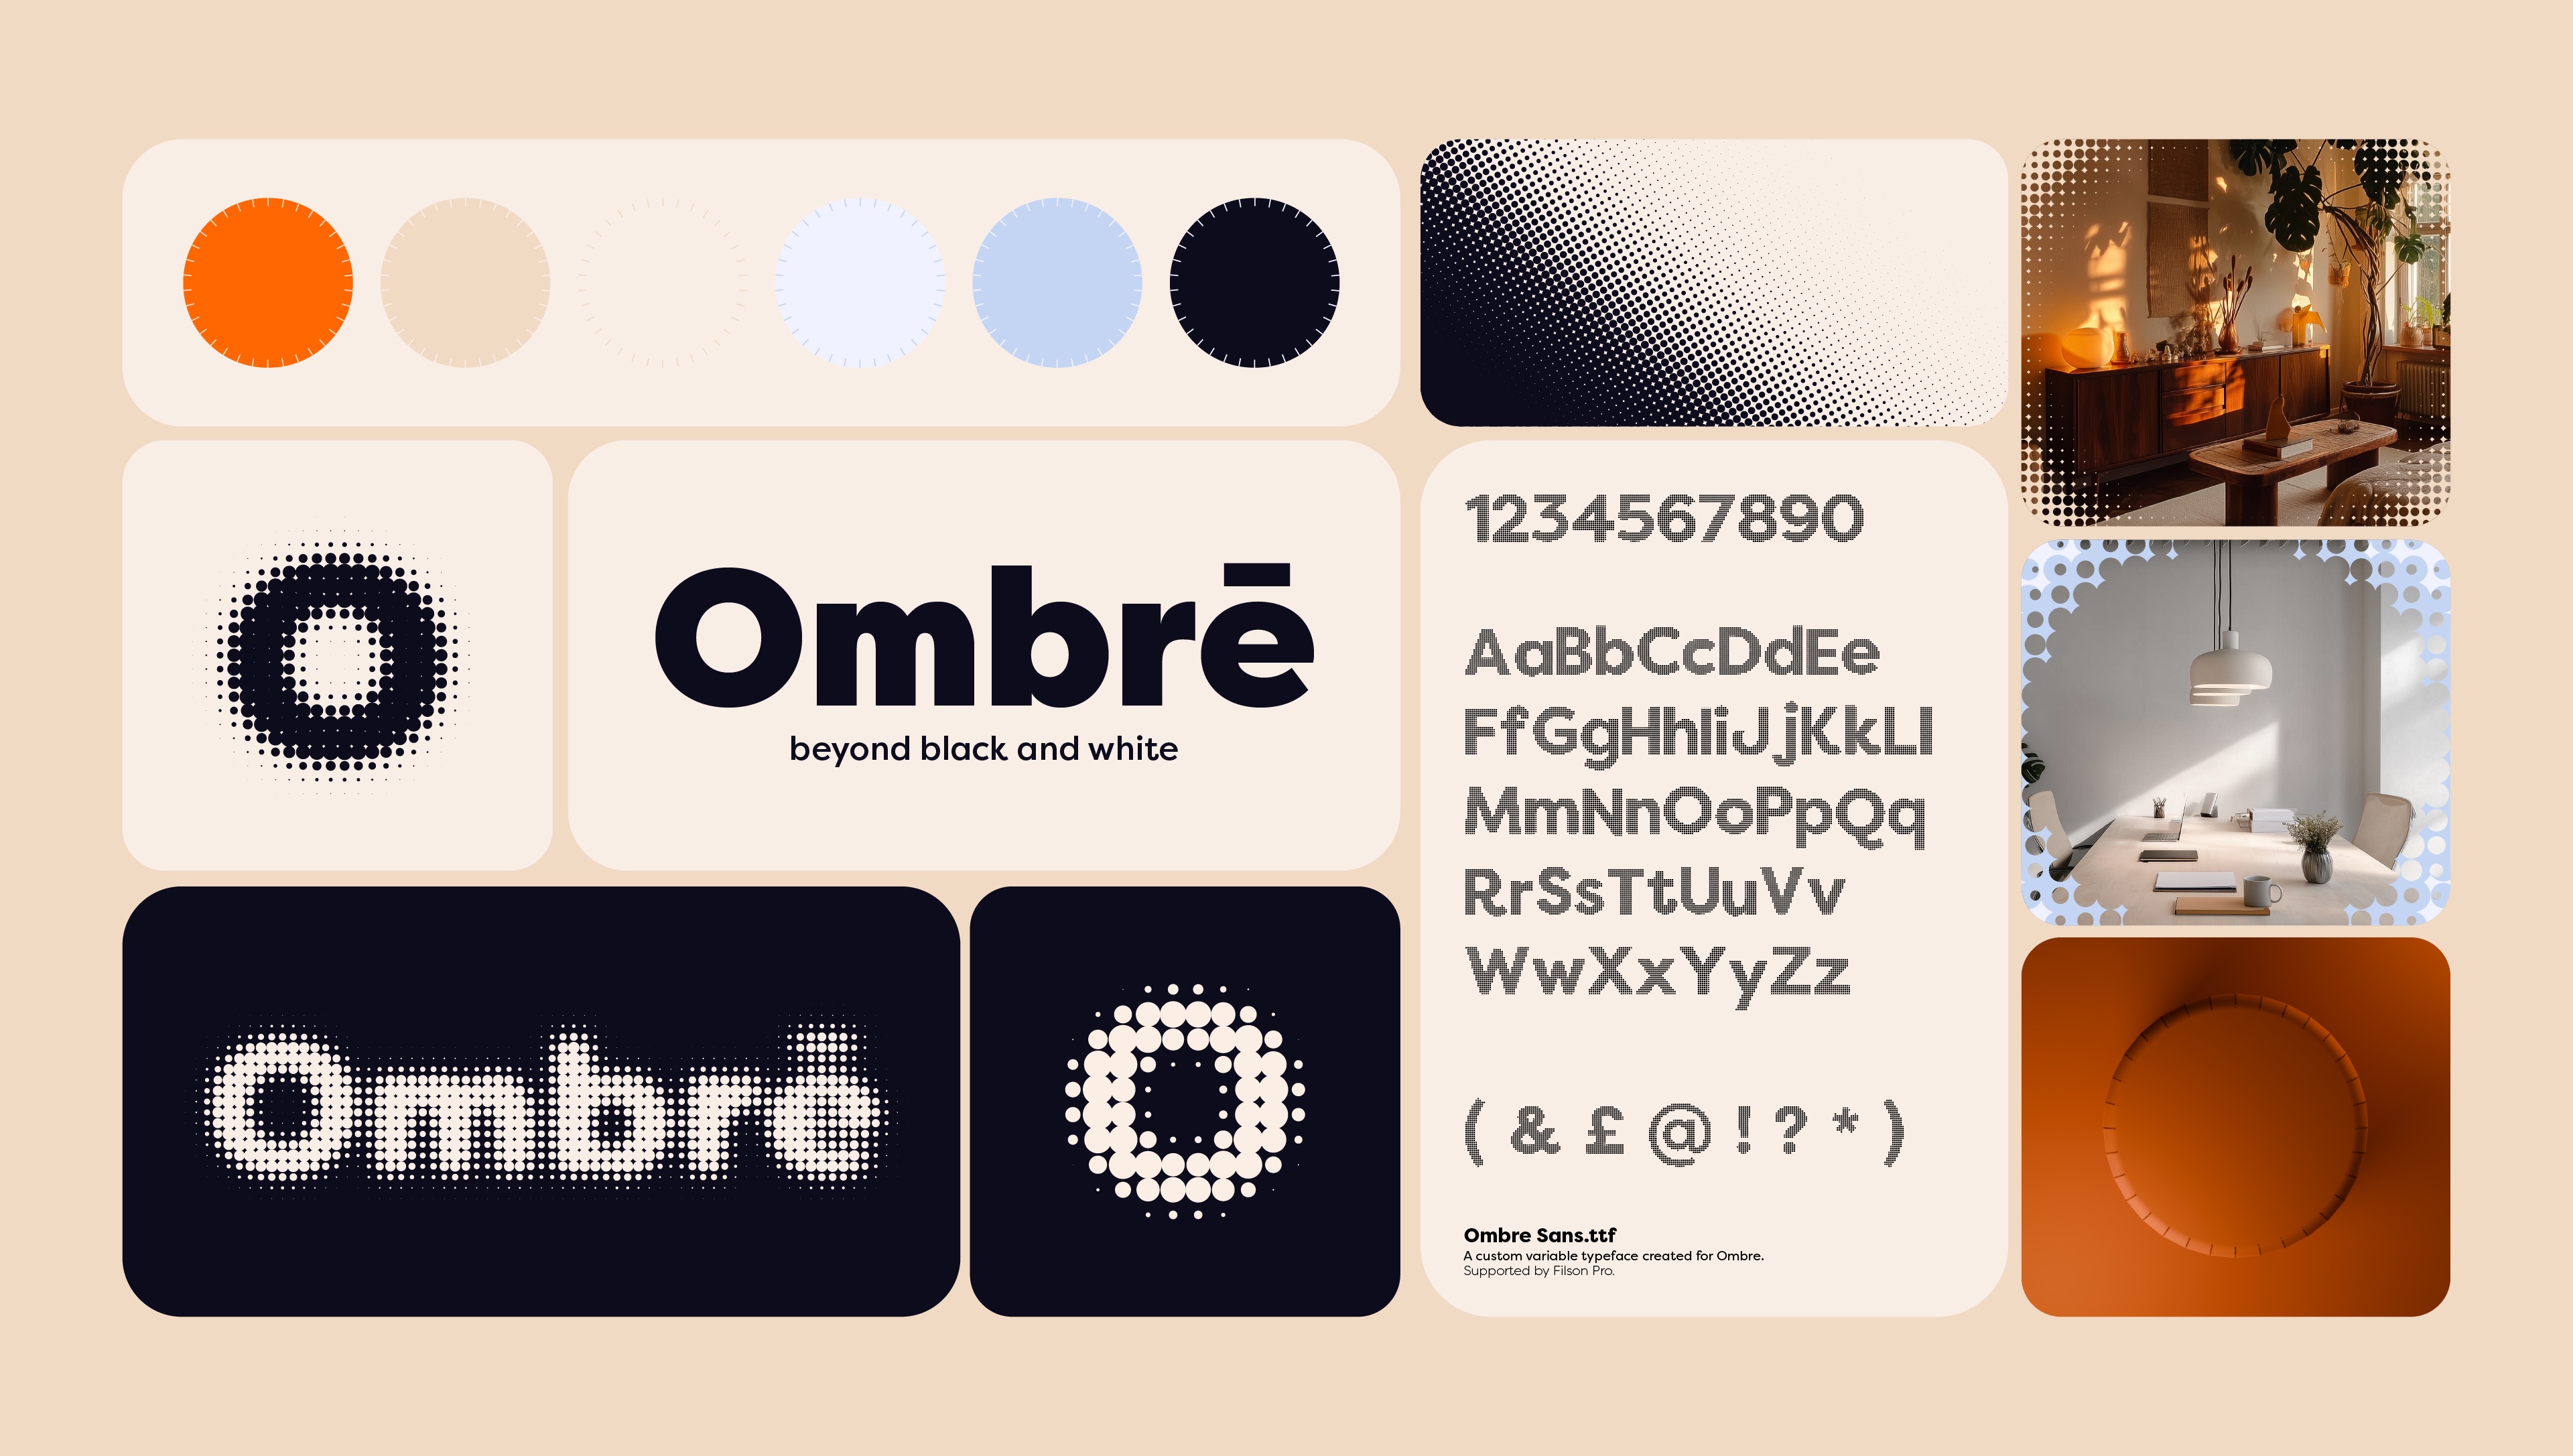 O
Ombrē
beyond black and white
Ombrē
O
1234567890
AaBbCcDdEe
FfGgHhIiJjKkLl
MmNnOoPpQq
RrSsTtUuVv
WwXxYyZz
( & £ @ ! ? * )
Ombre Sans.ttf
A custom variable typeface created for Ombre.
Supported by Filson Pro.